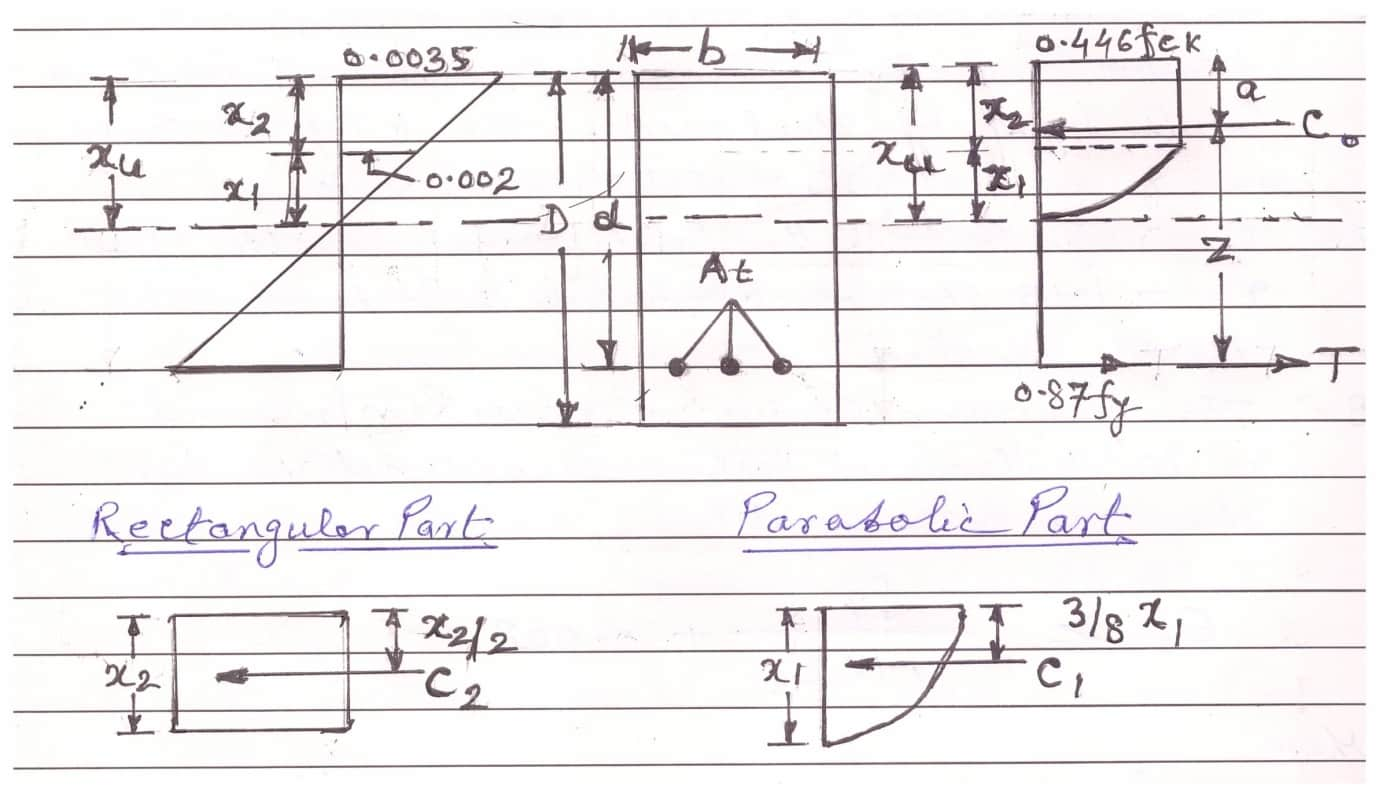 0.0035
x2
xu
x1
0.002
b
D
d
At
0.446fck
a
x2
C
xu
x1
Z
T
0.87fy
Rectangular Part
Parabolic Part
x2
x2/2
C2
x1
3/8 x1
C1